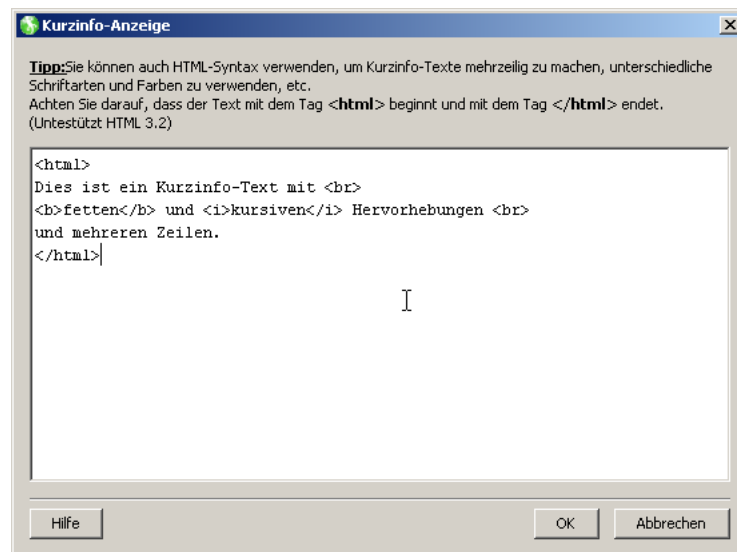 Kurzinfo-Anzeige
Tipp:Sie können auch HTML-Syntax verwenden, um Kurzinfo-Texte mehrzeilig zu machen, unterschiedliche
Schriftarten und Farben zu verwenden, etc.
Achten Sie darauf, dass der Text mit dem Tag <html> beginnt und mit dem Tag </html> endet.
(Untestützt HTML 3.2)
<html>
Dies ist ein Kurzinfo-Text mit <br>
<b>fetten</b> und <i>kursiven</i> Hervorhebungen <br>
und mehreren Zeilen.
</html>
Hilfe OK Abbrechen